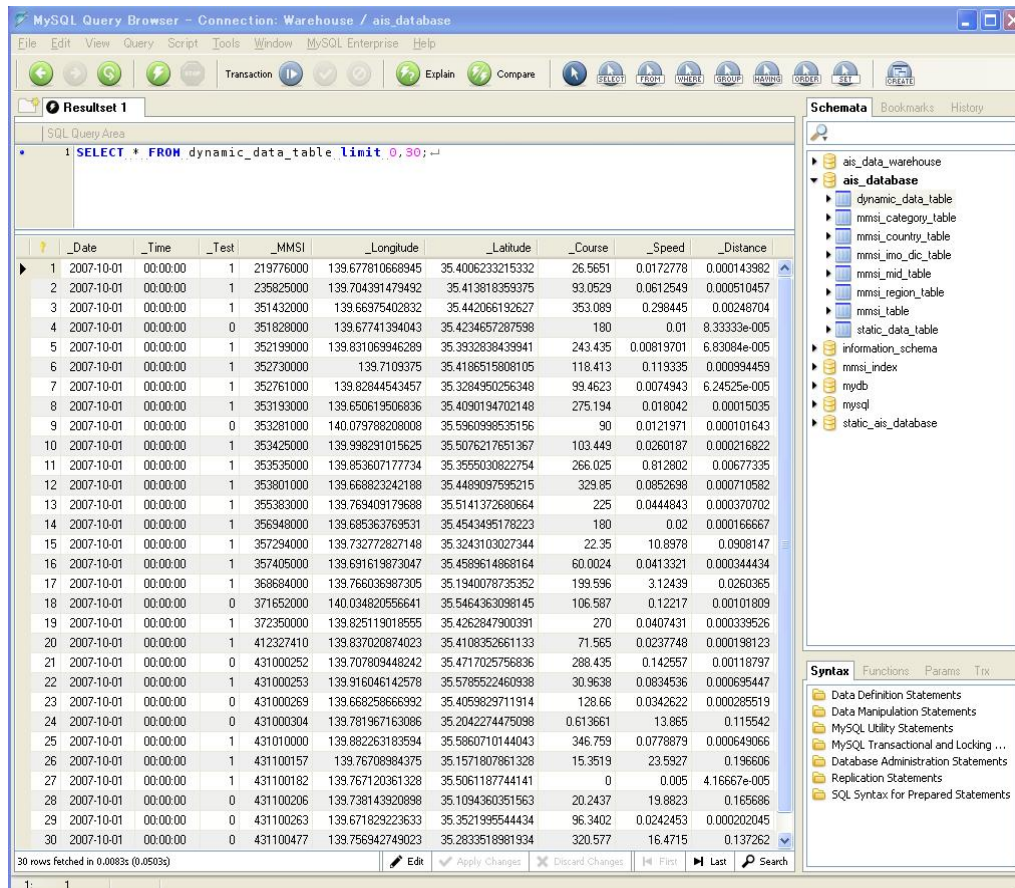 MySQL Query Browser - Connection: Warehouse / ais_database
File Edit View Query Script Tools Window MySQL Enterprise Help
Transaction Explain Compare SELECT FROM WHERE GROUP HAVING ORDER SET CREATE
Resultset 1
SQL Query Area
1 SELECT * FROM dynamic_data_table limit 0,30;
_Date _Time _Test _MMSI _Longitude _Latitude _Course _Speed _Distance
1 2007-10-01 00:00:00 1 219776000 139.677810668945 35.4006233215332 26.5651 0.0172778 0.000143982
2 2007-10-01 00:00:00 1 235825000 139.704391479492 35.413818359375 93.0529 0.0612549 0.000510457
3 2007-10-01 00:00:00 1 351432000 139.66975402832 35.442066192627 353.089 0.298445 0.00248704
4 2007-10-01 00:00:00 0 351828000 139.67741394043 35.4234657287598 180 0.01 8.33333e-005
5 2007-10-01 00:00:00 1 352199000 139.831069946289 35.3932838439941 243.435 0.00819701 6.83084e-005
6 2007-10-01 00:00:00 1 352730000 139.7109375 35.4186515808105 118.413 0.119335 0.000994459
7 2007-10-01 00:00:00 1 352761000 139.82844543457 35.3284950256348 99.4623 0.0074943 6.24525e-005
8 2007-10-01 00:00:00 1 353193000 139.650619506836 35.4090194702148 275.194 0.018042 0.00015035
9 2007-10-01 00:00:00 0 353281000 140.079788208008 35.5960998535156 90 0.0121971 0.000101643
10 2007-10-01 00:00:00 1 353425000 139.998291015625 35.5076217651367 103.449 0.0260187 0.000216822
11 2007-10-01 00:00:00 1 353535000 139.853607177734 35.3555030822754 266.025 0.812802 0.00677335
12 2007-10-01 00:00:00 1 353801000 139.668823242188 35.4489097595215 329.85 0.0852698 0.000710582
13 2007-10-01 00:00:00 1 355383000 139.769409179688 35.5141372680664 225 0.0444843 0.000370702
14 2007-10-01 00:00:00 1 356948000 139.685363769531 35.4543495178223 180 0.02 0.000166667
15 2007-10-01 00:00:00 1 357294000 139.732772827148 35.3243103027344 22.35 10.8978 0.0908147
16 2007-10-01 00:00:00 1 357405000 139.691619873047 35.4589614868164 60.0024 0.0413321 0.000344434
17 2007-10-01 00:00:00 1 368684000 139.766036987305 35.1940078735352 199.596 3.12439 0.0260365
18 2007-10-01 00:00:00 0 371652000 140.034820556641 35.5464363098145 106.587 0.12217 0.00101809
19 2007-10-01 00:00:00 1 372350000 139.825119018555 35.4262847900391 270 0.0407431 0.000339526
20 2007-10-01 00:00:00 1 412327410 139.837020874023 35.4108352661133 71.565 0.0237748 0.000198123
21 2007-10-01 00:00:00 0 431000252 139.707809448242 35.4717025756836 288.435 0.142557 0.00118797
22 2007-10-01 00:00:00 1 431000253 139.916046142578 35.5785522460938 30.9638 0.0834536 0.000695447
23 2007-10-01 00:00:00 0 431000269 139.668258666992 35.4059829711914 128.66 0.0342622 0.000285519
24 2007-10-01 00:00:00 0 431000304 139.781967163086 35.2042274475098 0.613661 13.865 0.115542
25 2007-10-01 00:00:00 1 431010000 139.882263183594 35.5860710144043 346.759 0.0778879 0.000649066
26 2007-10-01 00:00:00 1 431100157 139.76708984375 35.1571807861328 15.3519 23.5927 0.196606
27 2007-10-01 00:00:00 1 431100182 139.767120361328 35.5061187744141 0 0.005 4.16667e-005
28 2007-10-01 00:00:00 0 431100206 139.738143920898 35.1094360351563 20.2437 19.8823 0.165686
29 2007-10-01 00:00:00 0 431100263 139.671829223633 35.3521995544434 96.3402 0.0242453 0.000202045
30 2007-10-01 00:00:00 0 431100477 139.756942749023 35.2833518981934 320.577 16.4715 0.137262
30 rows fetched in 0.0083s (0.0503s) Edit Apply Changes Discard Changes First Last Search
1: 1
Schemata Bookmarks History
ais_data_warehouse
ais_database
dynamic_data_table
mmsi_category_table
mmsi_country_table
mmsi_imo_dic_table
mmsi_mid_table
mmsi_region_table
mmsi_table
static_data_table
information_schema
mmsi_index
mydb
mysql
static_ais_database
Syntax Functions Params Trx
Data Definition Statements
Data Manipulation Statements
MySQL Utility Statements
MySQL Transactional and Locking ...
Database Administration Statements
Replication Statements
SQL Syntax for Prepared Statements